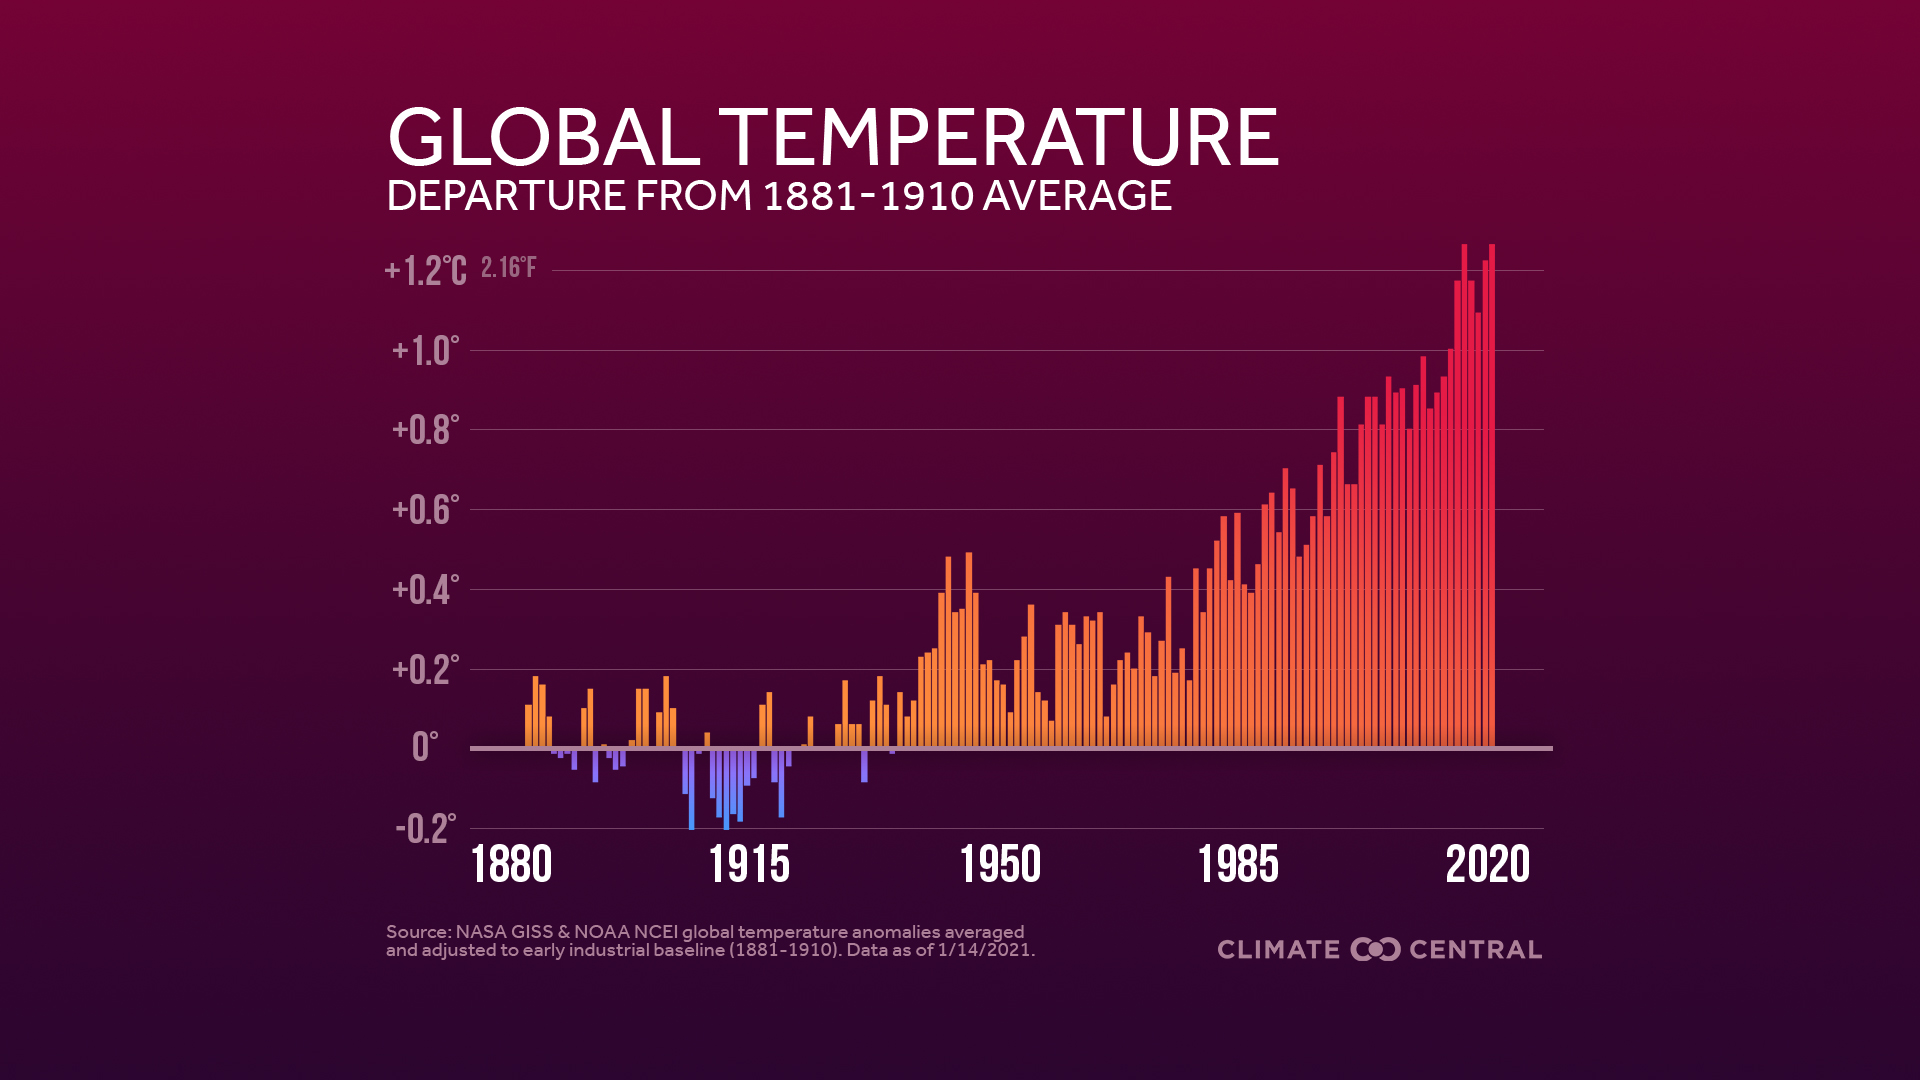 GLOBAL TEMPERATURE
DEPARTURE FROM 1881-1910 AVERAGE
+1.2°C 2.16°F
+1.0°
+0.8°
+0.6°
+0.4°
+0.2°
0°
-0.2°
1880 1915 1950 1985 2020
Source: NASA GISS & NOAA NCEI global temperature anomalies averaged
and adjusted to early industrial baseline (1881-1910). Data as of 1/14/2021.
CLIMATE CENTRAL